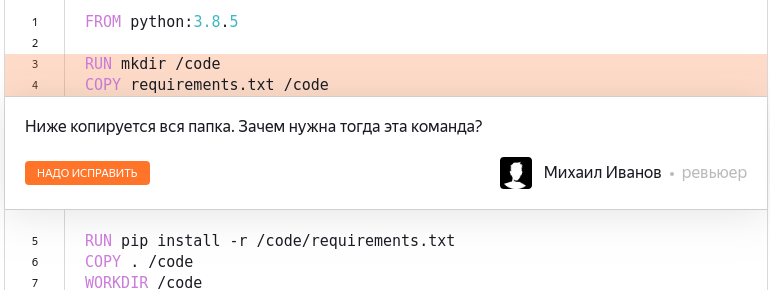 1 FROM python:3.8.5
2
3 RUN mkdir /code
4 COPY requirements.txt /code
Ниже копируется вся папка. Зачем нужна тогда эта команда?
НАДО ИСПРАВИТЬ Михаил Иванов • ревьюер
5 RUN pip install -r /code/requirements.txt
6 COPY . /code
7 WORKDIR /code